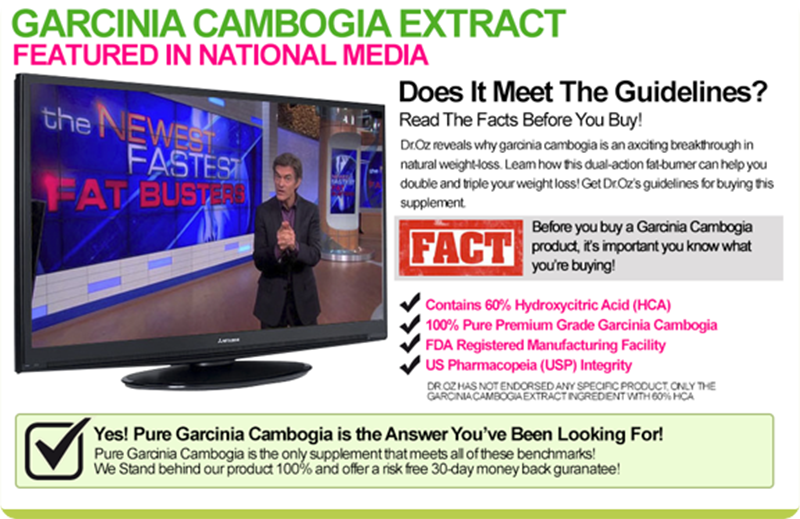 GARCINIA CAMBOGIA EXTRACT
FEATURED IN NATIONAL MEDIA
the NEWEST
FASTEST
FAT BUSTERS
MITSUBISHI
Does It Meet The Guidelines?
Read The Facts Before You Buy!
Dr.Oz reveals why garcinia cambogia is an axciting breakthrough in
natural weight-loss. Learn how this dual-action fat-burner can help you
double and triple your weight loss! Get Dr.Oz's guidelines for buying this
supplement.
FACT
Before you buy a Garcinia Cambogia
product, it's important you know what
you're buying!
Contains 60% Hydroxycitric Acid (HCA)
100% Pure Premium Grade Garcinia Cambogia
FDA Registered Manufacturing Facility
US Pharmacopeia (USP) Integrity
DR OZ HAS NOT ENDORSED ANY SPECIFIC PRODUCT, ONLY THE
GARCINIA CAMBOGIA EXTRACT INGREDIENT WITH 60% HCA
Yes! Pure Garcinia Cambogia is the Answer You've Been Looking For!
Pure Garcinia Cambogia is the only supplement that meets all of these benchmarks!
We Stand behind our product 100% and offer a risk free 30-day money back guranatee!